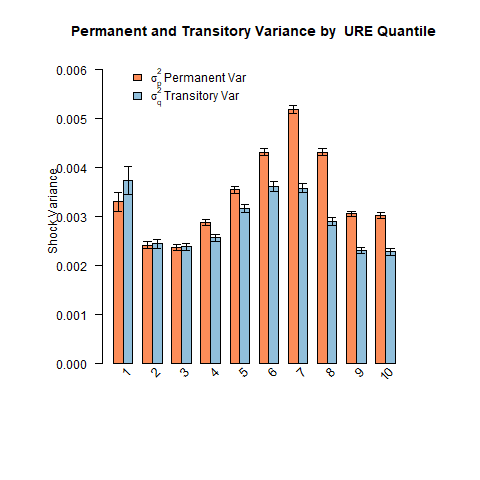 Permanent and Transitory Variance by  URE Quantile
σ²ₚ Permanent Var
σ²_q Transitory Var
Shock Variance
0.006
0.005
0.004
0.003
0.002
0.001
0.000
1 2 3 4 5 6 7 8 9 10